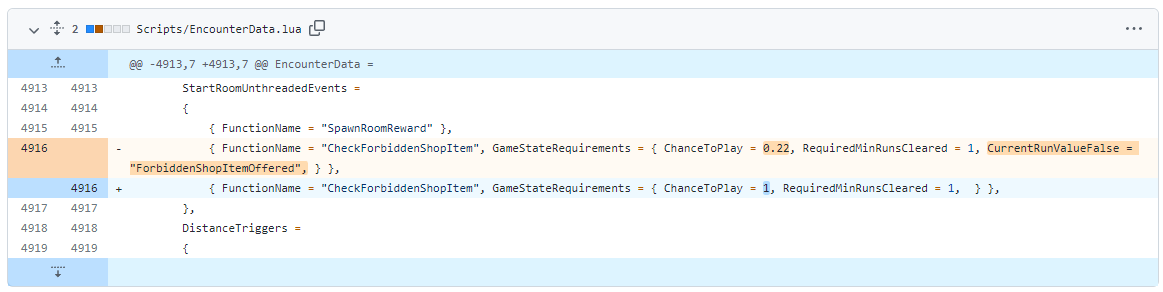 2 Scripts/EncounterData.lua
@@ -4913,7 +4913,7 @@ EncounterData =
4913 4913 StartRoomUnthreadedEvents =
4914 4914 {
4915 4915 { FunctionName = "SpawnRoomReward" },
4916 - { FunctionName = "CheckForbiddenShopItem", GameStateRequirements = { ChanceToPlay = 0.22, RequiredMinRunsCleared = 1, CurrentRunValueFalse =
"ForbiddenShopItemOffered", } },
4916 + { FunctionName = "CheckForbiddenShopItem", GameStateRequirements = { ChanceToPlay = 1, RequiredMinRunsCleared = 1,  } },
4917 4917 },
4918 4918 DistanceTriggers =
4919 4919 {